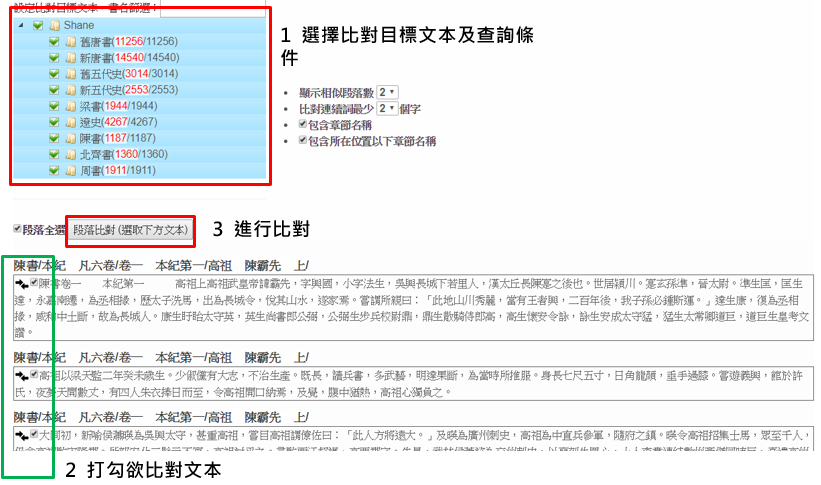 設定比對目標文本 書名篩選：
Shane
舊唐書(11256/11256)
新唐書(14540/14540)
舊五代史(3014/3014)
新五代史(2553/2553)
梁書(1944/1944)
遼史(4267/4267)
陳書(1187/1187)
北齊書(1360/1360)
周書(1911/1911)
1 選擇比對目標文本及查詢條
件
顯示相似段落數 2
比對連續詞最少 2 個字
包含章節名稱
包含所在位置以下章節名稱
段落全選 段落比對 (選取下方文本)
3 進行比對
陳書/本紀 凡六卷/卷一 本紀第一/高祖 陳霸先 上/
陳書卷一 本紀第一 高祖上高祖武皇帝諱霸先，字興國，小字法生，吳興長城下若里人，漢太丘長陳寔之後也。世居潁川。寔玄孫準，晉太尉。準生匡，匡生
達，永嘉南遷，為丞相掾，歷太子洗馬，出為長城令，悅其山水，遂家焉。嘗謂所親曰：「此地山川秀麗，當有王者興，二百年後，我子孫必鍾斯運。」達生康，復為丞相
掾，咸和中土斷，故為長城人。康生盱眙太守英，英生尚書郎公弼，公弼生步兵校尉鼎，鼎生散騎侍郎高，高生懷安令詠，詠生安成太守猛，猛生太常卿道巨，道巨生皇考文
讚。
陳書/本紀 凡六卷/卷一 本紀第一/高祖 陳霸先 上/
高祖以梁天監二年癸未歲生。少俶儻有大志，不治生產。既長，讀兵書，多武藝，明達果斷，為當時所推服。身長七尺五寸，日角龍顏，垂手過膝。嘗遊義興，館於許
氏，夜夢天開數丈，有四人朱衣捧日而至，令高祖開口納焉，及覺，腹中猶熱，高祖心獨負之。
陳書/本紀 凡六卷/卷一 本紀第一/高祖 陳霸先 上/
大同初，新喻侯蕭暎為吳興太守，甚重高祖，嘗目高祖謂僚佐曰：「此人方將遠大。」及暎為廣州刺史，高祖為中直兵參軍，隨府之鎮。暎令高祖招集士馬，眾至千人，
2 打勾欲比對文本